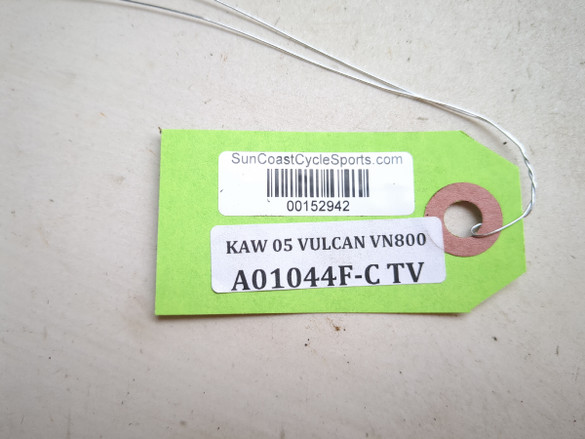 SunCoastCycleSports.com
00152942
KAW 05 VULCAN VN800
A01044F-C TV